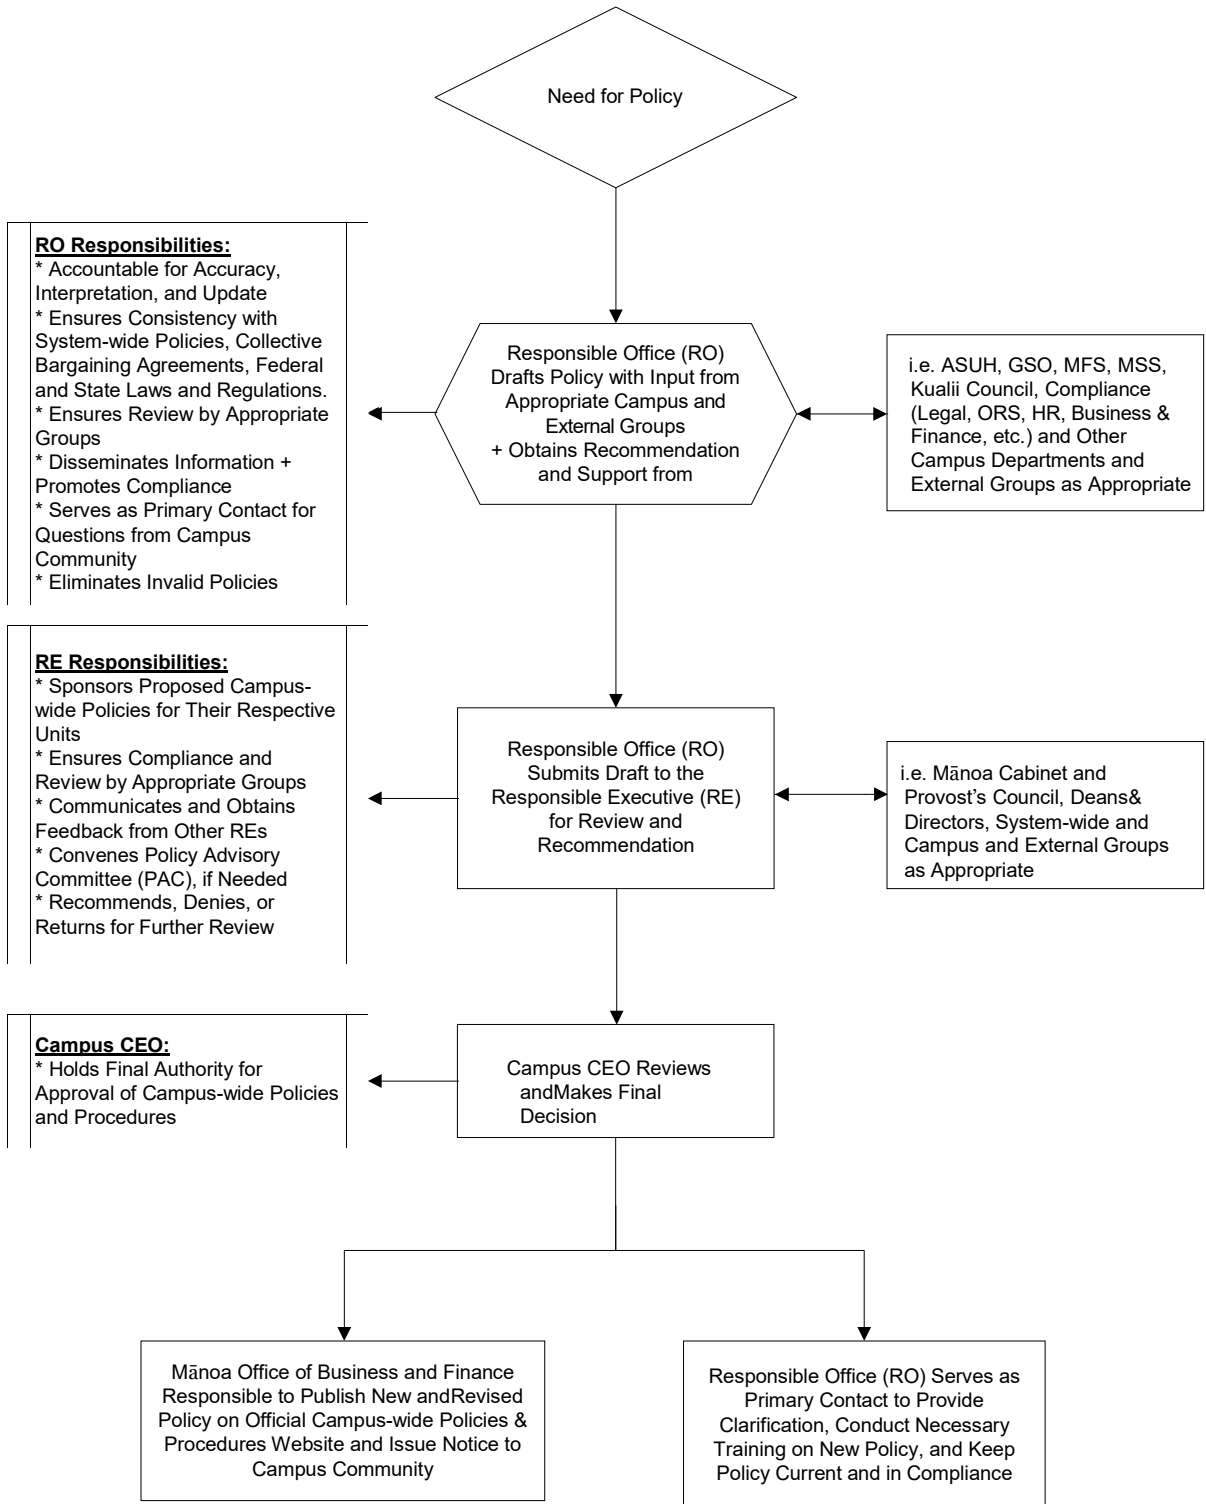 Need for Policy
RO Responsibilities:
* Accountable for Accuracy,
Interpretation, and Update
* Ensures Consistency with
System-wide Policies, Collective
Bargaining Agreements, Federal
and State Laws and Regulations.
* Ensures Review by Appropriate
Groups
* Disseminates Information +
Promotes Compliance
* Serves as Primary Contact for
Questions from Campus
Community
* Eliminates Invalid Policies
Responsible Office (RO)
Drafts Policy with Input from
Appropriate Campus and
External Groups
+ Obtains Recommendation
and Support from
i.e. ASUH, GSO, MFS, MSS,
Kualii Council, Compliance
(Legal, ORS, HR, Business &
Finance, etc.) and Other
Campus Departments and
External Groups as Appropriate
RE Responsibilities:
* Sponsors Proposed Campus-
wide Policies for Their Respective
Units
* Ensures Compliance and
Review by Appropriate Groups
* Communicates and Obtains
Feedback from Other REs
* Convenes Policy Advisory
Committee (PAC), if Needed
* Recommends, Denies, or
Returns for Further Review
Responsible Office (RO)
Submits Draft to the
Responsible Executive (RE)
for Review and
Recommendation
i.e. Mānoa Cabinet and
Provost's Council, Deans&
Directors, System-wide and
Campus and External Groups
as Appropriate
Campus CEO:
* Holds Final Authority for
Approval of Campus-wide Policies
and Procedures
Campus CEO Reviews
andMakes Final
Decision
Mānoa Office of Business and Finance
Responsible to Publish New andRevised
Policy on Official Campus-wide Policies &
Procedures Website and Issue Notice to
Campus Community
Responsible Office (RO) Serves as
Primary Contact to Provide
Clarification, Conduct Necessary
Training on New Policy, and Keep
Policy Current and in Compliance